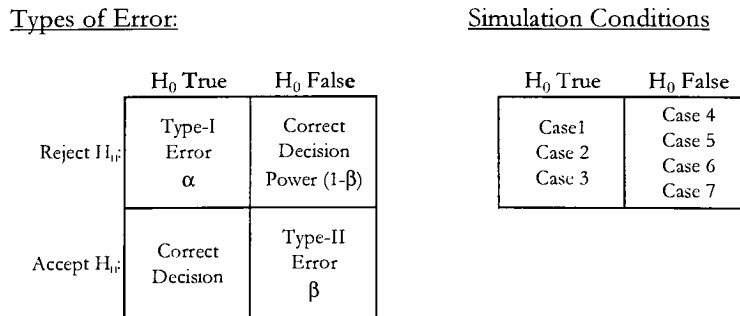 Types of Error:
Simulation Conditions
H₀ True
H₀ False
Reject H₀:
Type-I
Error
α
Correct
Decision
Power (1-β)
Accept H₀:
Correct
Decision
Type-II
Error
β
H₀ True
H₀ False
Case1
Case 2
Case 3
Case 4
Case 5
Case 6
Case 7